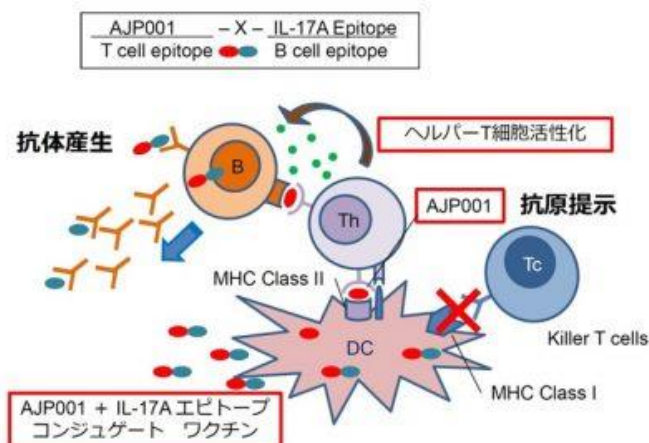 AJP001 – X – IL-17A Epitope
T cell epitope B cell epitope
抗体産生
ヘルパーT細胞活性化
B
AJP001
抗原提示
Th
Tc
MHC Class II
Killer T cells
DC
MHC Class I
AJP001 + IL-17A エピトープ
コンジュゲート ワクチン